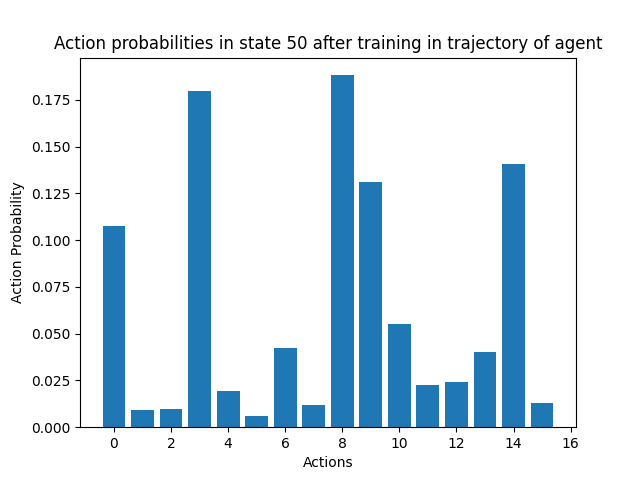 Action probabilities in state 50 after training in trajectory of agent
0.175
0.150
0.125
0.100
0.075
0.050
0.025
0.000
Action Probability
0 2 4 6 8 10 12 14 16
Actions